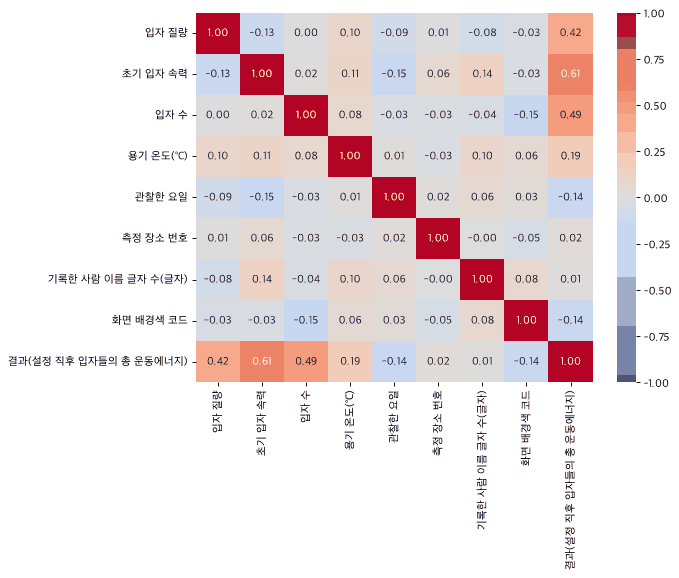 입자 질량 1.00 -0.13 0.00 0.10 -0.09 0.01 -0.08 -0.03 0.42
초기 입자 속력 -0.13 1.00 0.02 0.11 -0.15 0.06 0.14 -0.03 0.61
입자 수 0.00 0.02 1.00 0.08 -0.03 -0.03 -0.04 -0.15 0.49
용기 온도(℃) 0.10 0.11 0.08 1.00 0.01 -0.03 0.10 0.06 0.19
관찰한 요일 -0.09 -0.15 -0.03 0.01 1.00 0.02 0.06 0.03 -0.14
측정 장소 번호 0.01 0.06 -0.03 -0.03 0.02 1.00 -0.00 -0.05 0.02
기록한 사람 이름 글자 수(글자) -0.08 0.14 -0.04 0.10 0.06 -0.00 1.00 0.08 0.01
화면 배경색 코드 -0.03 -0.03 -0.15 0.06 0.03 -0.05 0.08 1.00 -0.14
결과(설정 직후 입자들의 총 운동에너지) 0.42 0.61 0.49 0.19 -0.14 0.02 0.01 -0.14 1.00
입자 질량
초기 입자 속력
입자 수
용기 온도(℃)
관찰한 요일
측정 장소 번호
기록한 사람 이름 글자 수(글자)
화면 배경색 코드
결과(설정 직후 입자들의 총 운동에너지)
1.00
0.75
0.50
0.25
0.00
-0.25
-0.50
-0.75
-1.00